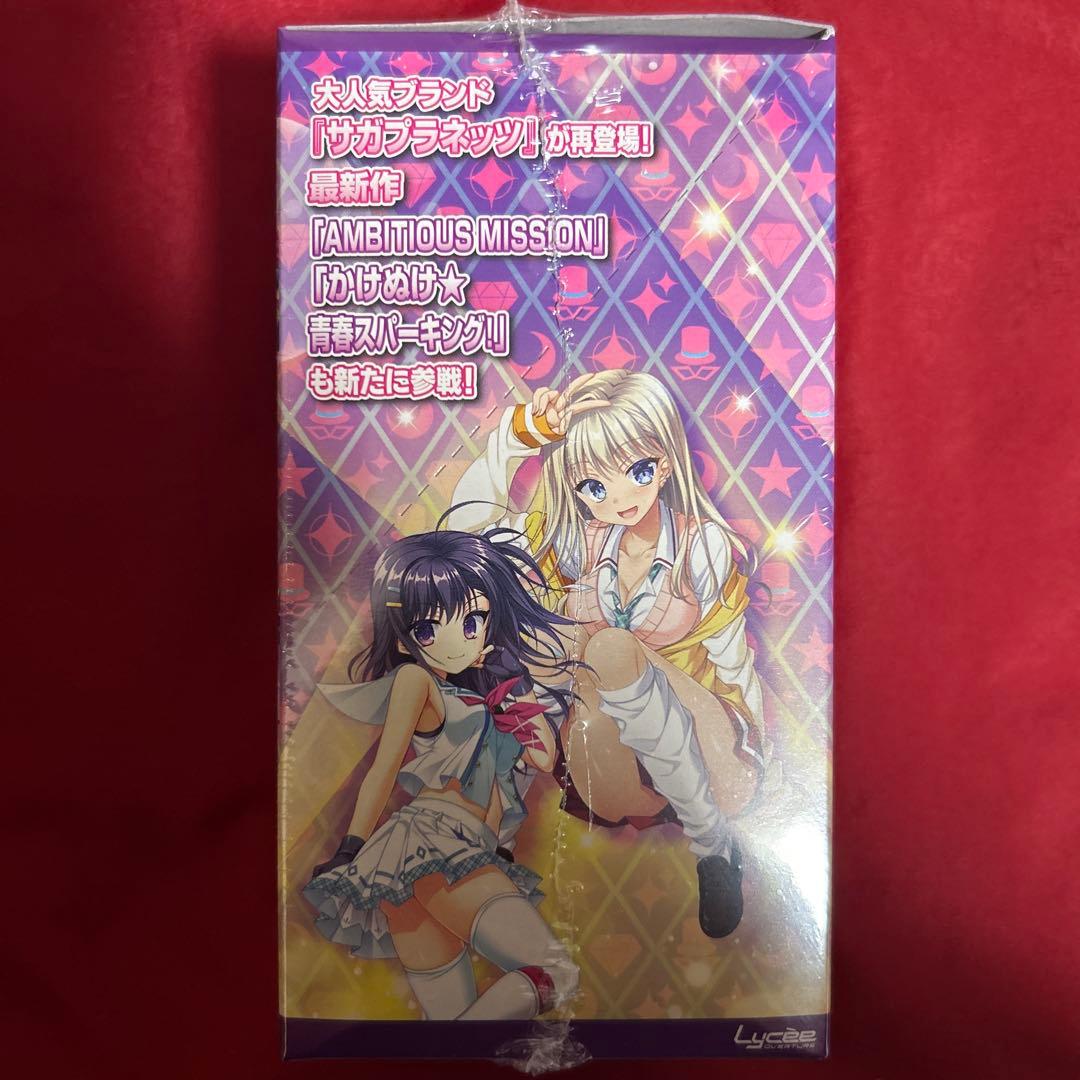 大人気ブランド
『サガプラネッツ』が再登場!
最新作
「AMBITIOUS MISSION」
「かけぬけ★
青春スパーキング!」
も新たに参戦!
Lycèe
OVERTURE